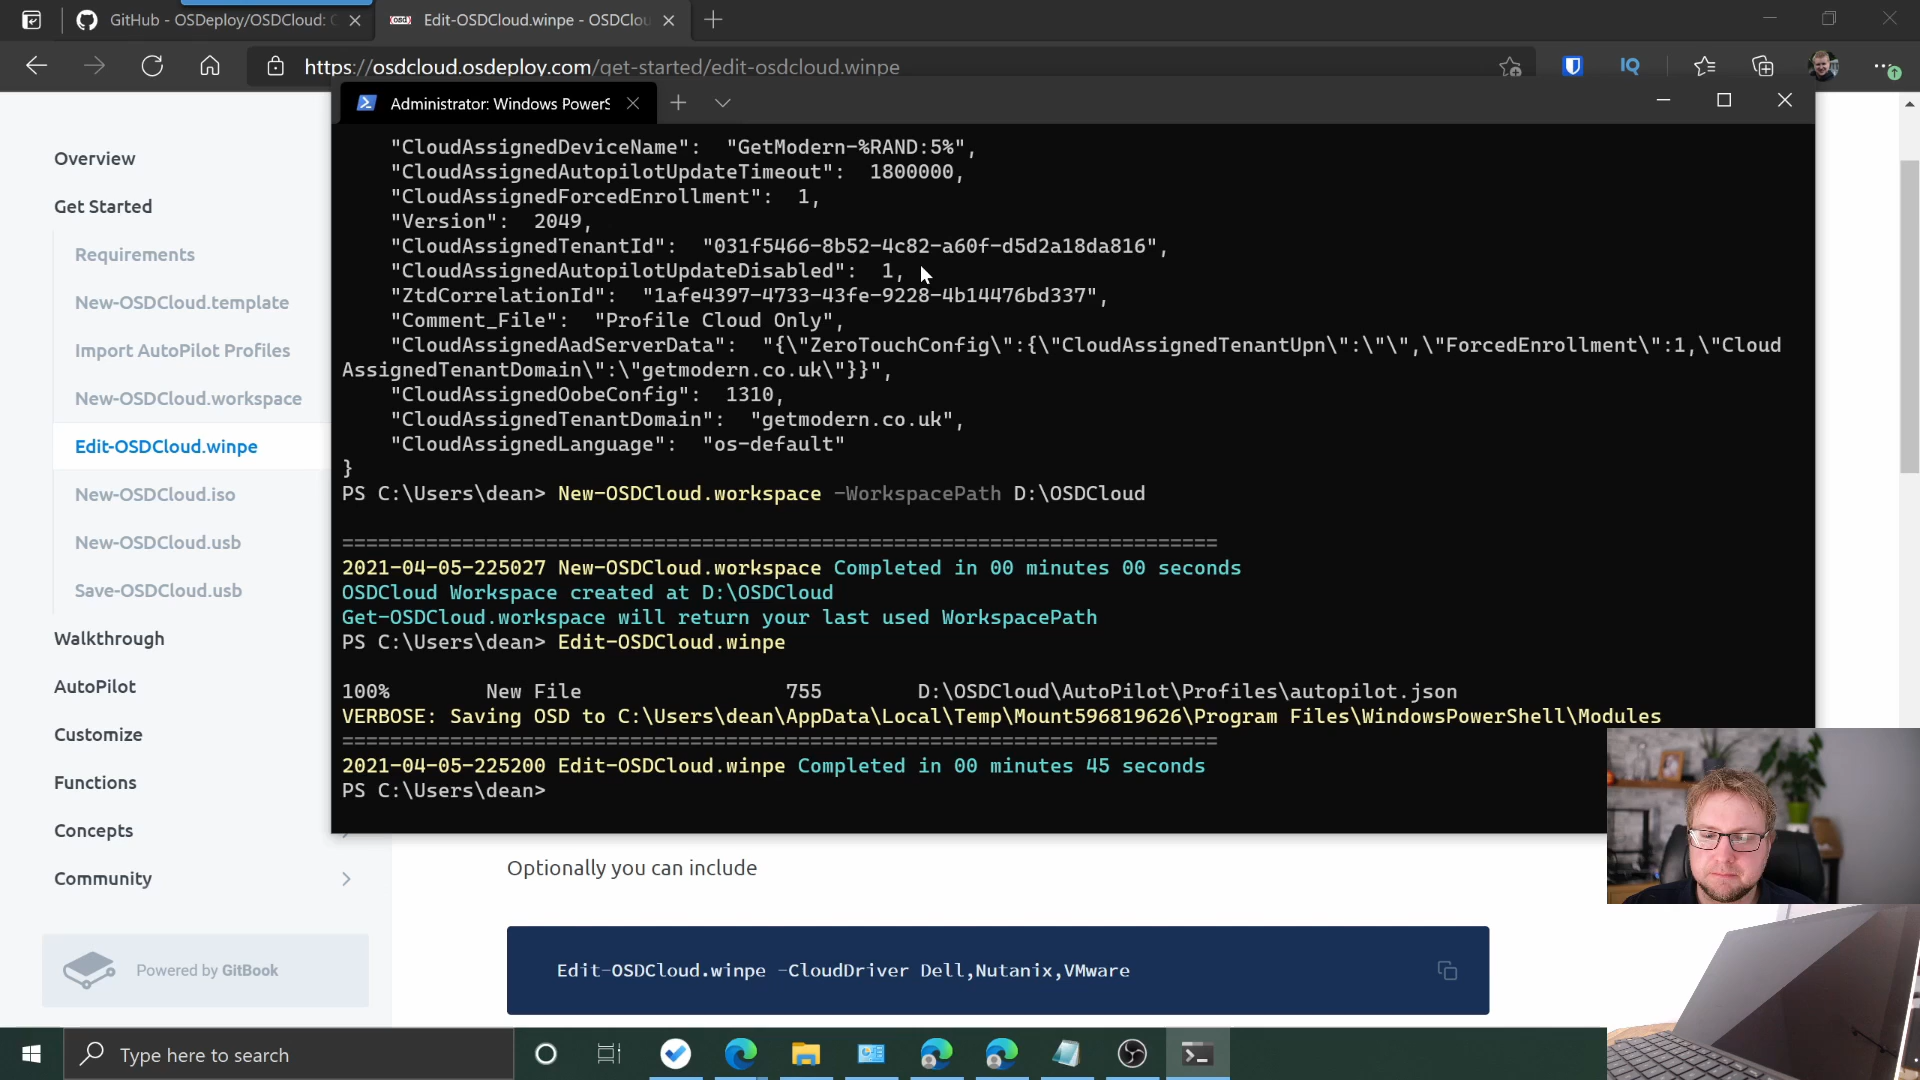 GitHub - OSDeploy/OSDCloud: C
Edit-OSDCloud.winpe - OSDClou
https://osdcloud.osdeploy.com/get-started/edit-osdcloud.winpe
IQ
Administrator: Windows PowerS
Overview
Get Started
Requirements
New-OSDCloud.template
Import AutoPilot Profiles
New-OSDCloud.workspace
Edit-OSDCloud.winpe
New-OSDCloud.iso
New-OSDCloud.usb
Save-OSDCloud.usb
Walkthrough
AutoPilot
Customize
Functions
Concepts
Community
Powered by GitBook
"CloudAssignedDeviceName":  "GetModern-%RAND:5%",
"CloudAssignedAutopilotUpdateTimeout":  1800000,
"CloudAssignedForcedEnrollment":  1,
"Version":  2049,
"CloudAssignedTenantId":  "031f5466-8b52-4c82-a60f-d5d2a18da816",
"CloudAssignedAutopilotUpdateDisabled":  1,
"ZtdCorrelationId":  "1afe4397-4733-43fe-9228-4b14476bd337",
"Comment_File":  "Profile Cloud Only",
"CloudAssignedAadServerData":  "{\"ZeroTouchConfig\":{\"CloudAssignedTenantUpn\":\"\",\"ForcedEnrollment\":1,\"Cloud
AssignedTenantDomain\":\"getmodern.co.uk\"}}",
"CloudAssignedOobeConfig":  1310,
"CloudAssignedTenantDomain":  "getmodern.co.uk",
"CloudAssignedLanguage":  "os-default"
}
PS C:\Users\dean> New-OSDCloud.workspace -WorkspacePath D:\OSDCloud
=========================================================================
2021-04-05-225027 New-OSDCloud.workspace Completed in 00 minutes 00 seconds
OSDCloud Workspace created at D:\OSDCloud
Get-OSDCloud.workspace will return your last used WorkspacePath
PS C:\Users\dean> Edit-OSDCloud.winpe
100%        New File             755        D:\OSDCloud\AutoPilot\Profiles\autopilot.json
VERBOSE: Saving OSD to C:\Users\dean\AppData\Local\Temp\Mount596819626\Program Files\WindowsPowerShell\Modules
=========================================================================
2021-04-05-225200 Edit-OSDCloud.winpe Completed in 00 minutes 45 seconds
PS C:\Users\dean>
Optionally you can include
Edit-OSDCloud.winpe -CloudDriver Dell,Nutanix,VMware
Type here to search